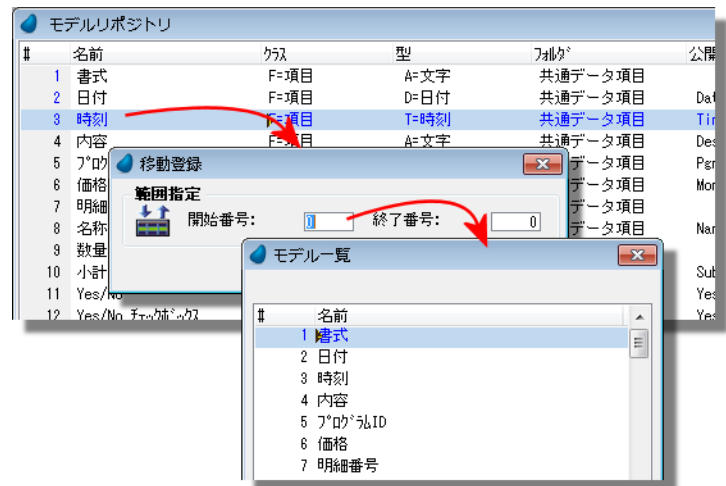 モデルリポジトリ
# 名前 ｸﾗｽ 型 ﾌｫﾙﾀﾞ 公開
1 書式 F=項目 A=文字 共通データ項目
2 日付 F=項目 D=日付 共通データ項目 Dat
3 時刻 F=項目 T=時刻 共通データ項目 Tim
4 内容 F=項目 A=文字 共通データ項目 Des
5 ﾌﾟﾛｸ データ項目 Pgr
6 価格 データ項目 Mor
7 明細 データ項目
8 名称 データ項目 Nar
9 数量
10 小計 Sub
11 Yes/No Yes
12 Yes/No ﾁｪｯｸﾎﾞｯｸｽ Yes
移動登録
範囲指定
開始番号: 0 終了番号: 0
モデル一覧
# 名前
1 書式
2 日付
3 時刻
4 内容
5 ﾌﾟﾛｸﾞﾗﾑID
6 価格
7 明細番号